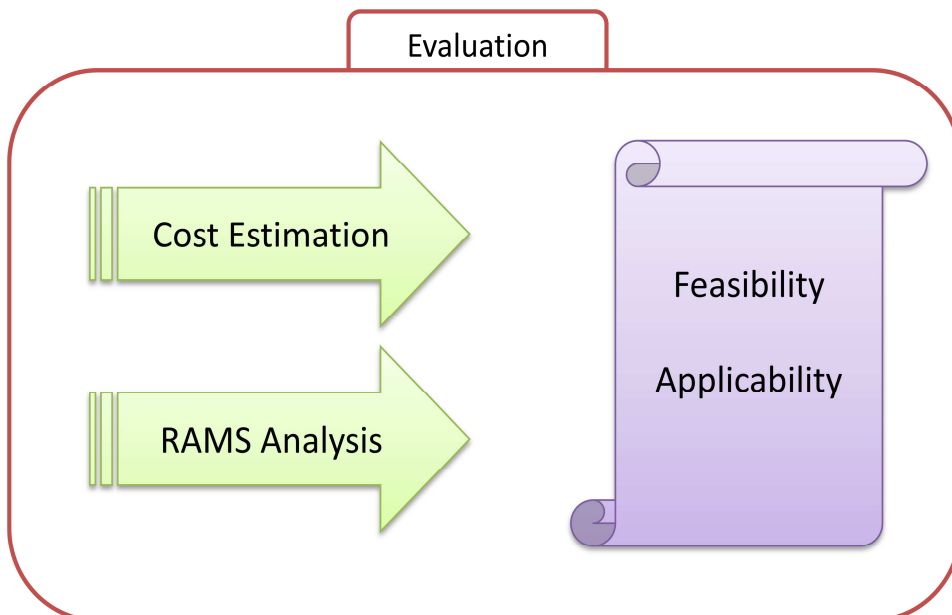 Evaluation
Cost Estimation
RAMS Analysis
Feasibility
Applicability